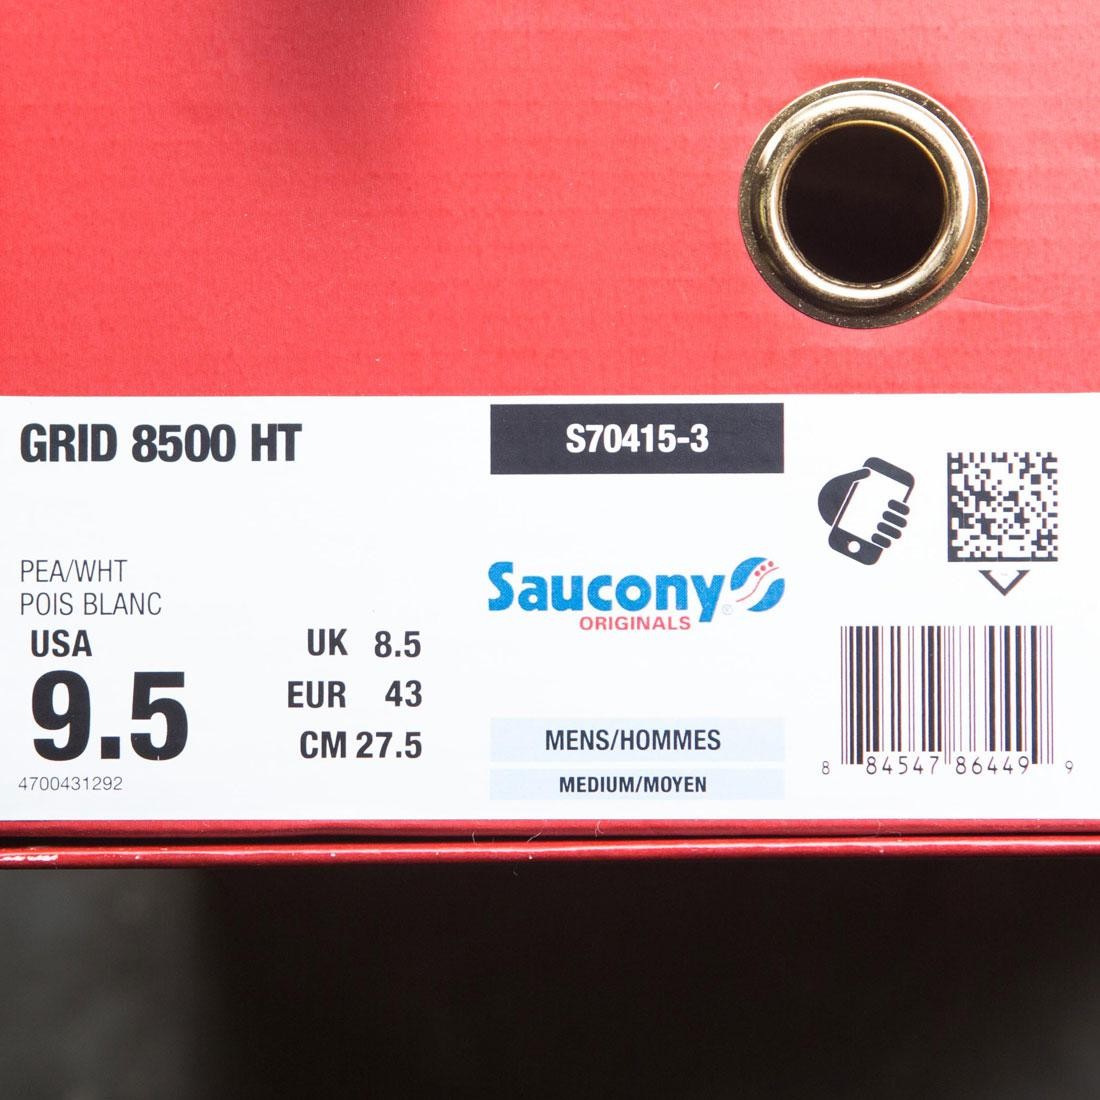 GRID 8500 HT
S70415-3
PEA/WHT
POIS BLANC
USA
9.5
UK 8.5
EUR 43
CM 27.5
4700431292
Saucony®
ORIGINALS
MENS/HOMMES
MEDIUM/MOYEN
8 84547 86449 9